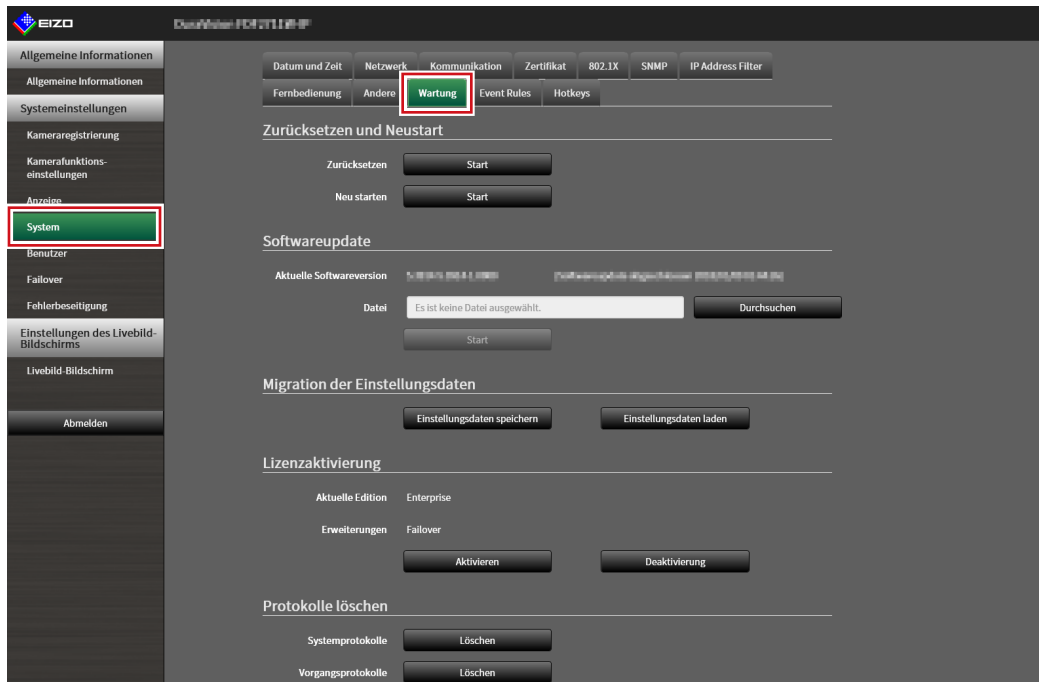 EIZO
Allgemeine Informationen
Allgemeine Informationen
Systemeinstellungen
Kameraregistrierung
Kamerafunktions-
einstellungen
Anzeige
System
Benutzer
Failover
Fehlerbeseitigung
Einstellungen des Livebild-
Bildschirms
Livebild-Bildschirm
Abmelden
Datum und Zeit Netzwerk Kommunikation Zertifikat 802.1X SNMP IP Address Filter
Fernbedienung Andere Wartung Event Rules Hotkeys
Zurücksetzen und Neustart
Zurücksetzen Start
Neu starten Start
Softwareupdate
Aktuelle Softwareversion
Datei Es ist keine Datei ausgewählt. Durchsuchen
Start
Migration der Einstellungsdaten
Einstellungsdaten speichern Einstellungsdaten laden
Lizenzaktivierung
Aktuelle Edition Enterprise
Erweiterungen Failover
Aktivieren Deaktivierung
Protokolle löschen
Systemprotokolle Löschen
Vorgangsprotokolle Löschen